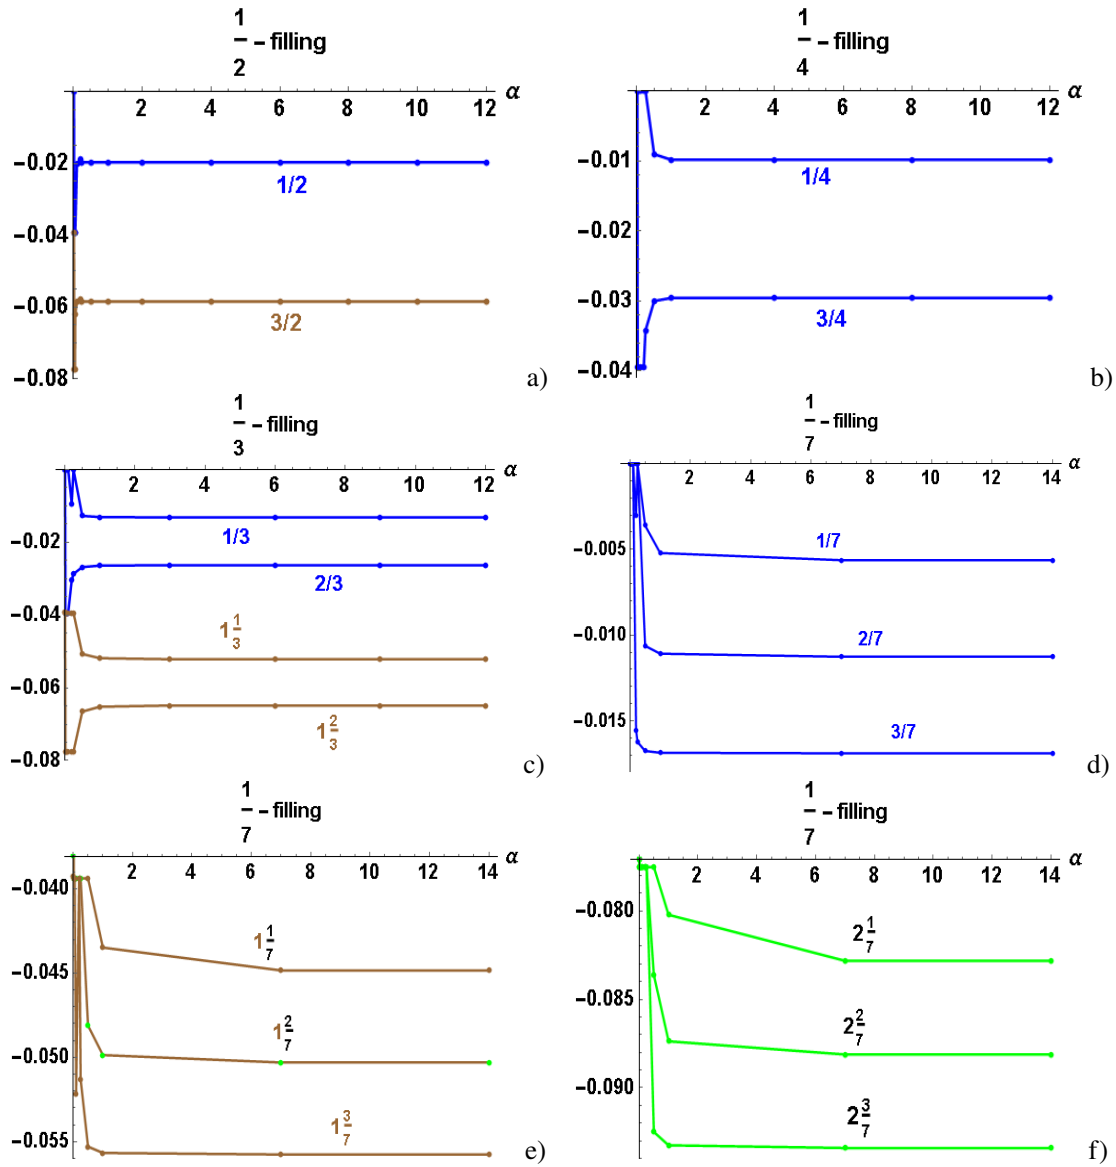 1/2 – filling
α
2 4 6 8 10 12
−0.02
1/2
−0.04
−0.06
3/2
−0.08
a)
1/4 – filling
α
2 4 6 8 10 12
−0.01
1/4
−0.02
−0.03
3/4
−0.04
b)
1/3 – filling
α
2 4 6 8 10 12
−0.02
1/3
2/3
−0.04
1 1/3
−0.06
1 2/3
−0.08
c)
1/7 – filling
α
2 4 6 8 10 12 14
−0.005
1/7
−0.010
2/7
−0.015
3/7
d)
1/7 – filling
α
2 4 6 8 10 12 14
−0.040
1 1/7
−0.045
1 2/7
−0.050
1 3/7
−0.055
e)
1/7 – filling
α
2 4 6 8 10 12 14
−0.080
2 1/7
−0.085
2 2/7
−0.090
2 3/7
f)